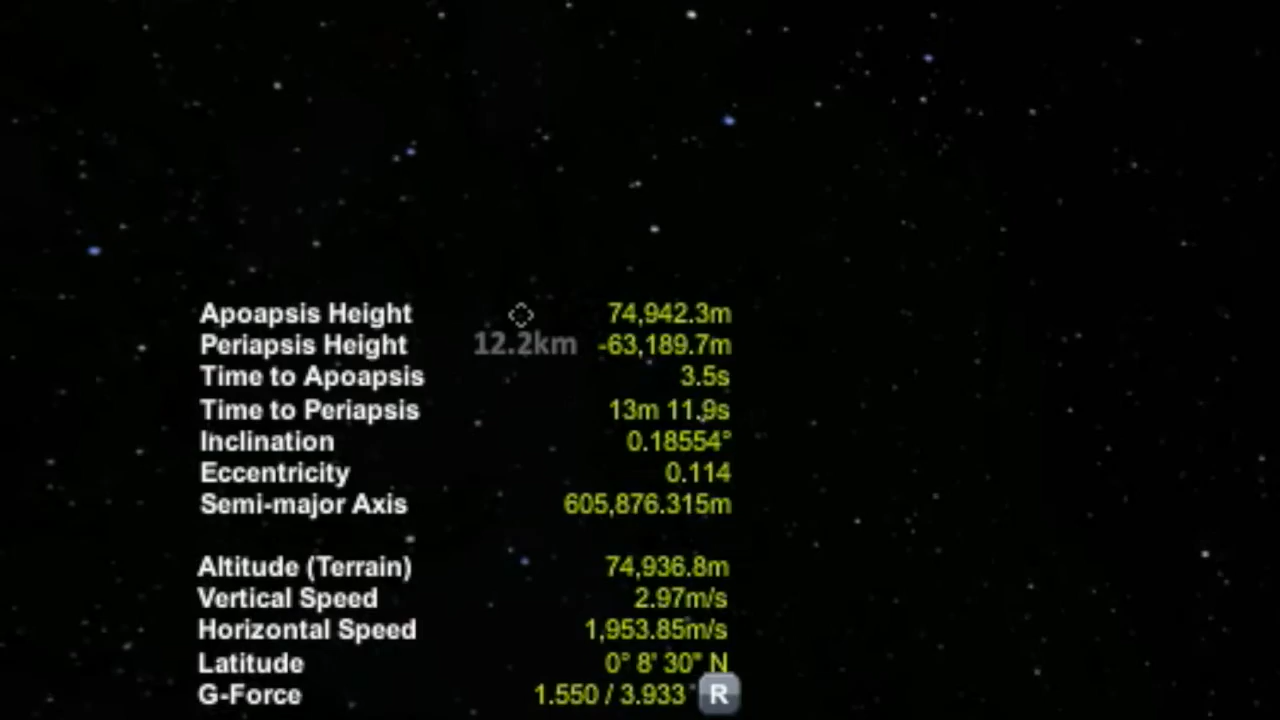 Apoapsis Height 74,942.3m
Periapsis Height 12.2km -63,189.7m
Time to Apoapsis 3.5s
Time to Periapsis 13m 11.9s
Inclination 0.18554°
Eccentricity 0.114
Semi-major Axis 605,876.315m
Altitude (Terrain) 74,936.8m
Vertical Speed 2.97m/s
Horizontal Speed 1,953.85m/s
Latitude 0° 8' 30" N
G-Force 1.550 / 3.933 R